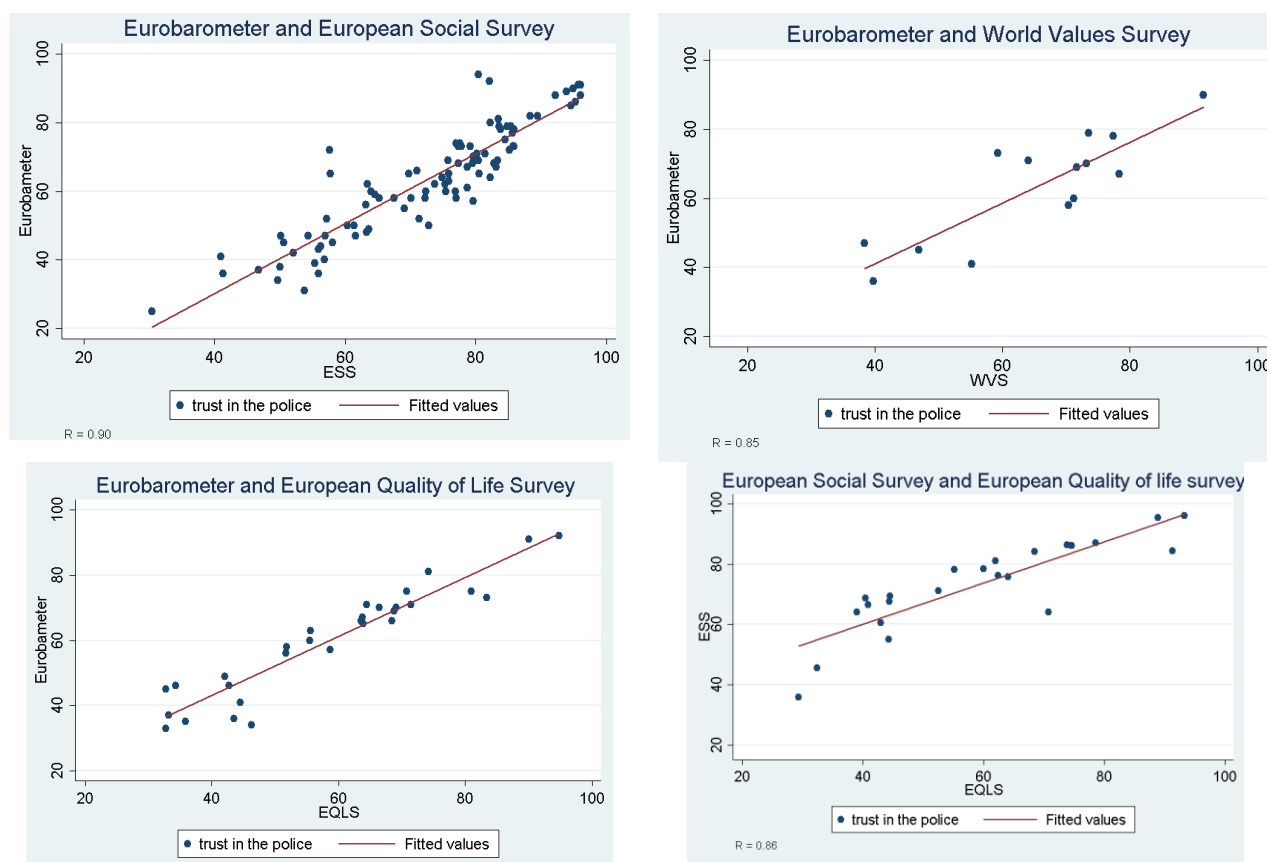 Eurobarometer and European Social Survey
100
80
60
40
20
Eurobarometer
20 40 60 80 100
ESS
trust in the police Fitted values
R = 0.90
Eurobarometer and World Values Survey
100
80
60
40
20
Eurobarameter
20 40 60 80 100
WVS
trust in the police Fitted values
R = 0.85
Eurobarometer and European Quality of Life Survey
100
80
60
40
20
Eurobarameter
20 40 60 80 100
EQLS
trust in the police Fitted values
European Social Survey and European Quality of life survey
100
80
60
40
20
ESS
20 40 60 80 100
EQLS
trust in the police Fitted values
R = 0.86